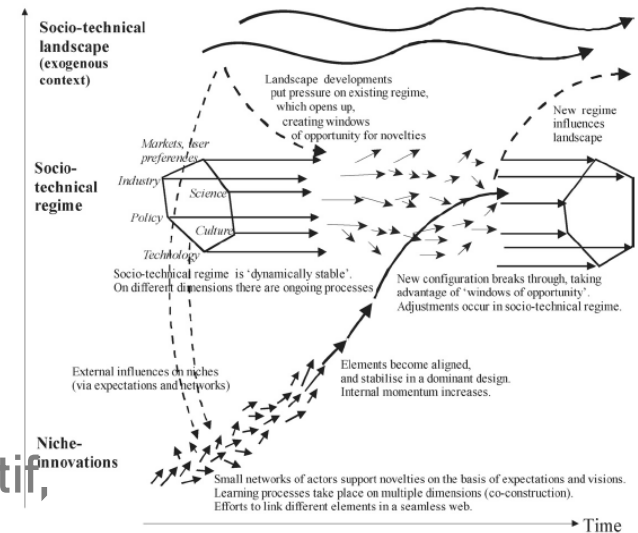 Socio-technical
landscape
(exogenous
context)
Landscape developments
put pressure on existing regime,
which opens up,
creating windows
of opportunity for novelties
New regime
influences
landscape
Markets, user
preferences
Socio-
technical
regime
Industry
Science
Policy
Culture
Technology
Socio-technical regime is ‘dynamically stable’.
On different dimensions there are ongoing processes
New configuration breaks through, taking
advantage of ‘windows of opportunity’.
Adjustments occur in socio-technical regime.
External influences on niches
(via expectations and networks)
Elements become aligned,
and stabilise in a dominant design.
Internal momentum increases.
Niche-
innovations
tif,
Small networks of actors support novelties on the basis of expectations and visions.
Learning processes take place on multiple dimensions (co-construction).
Efforts to link different elements in a seamless web.
Time